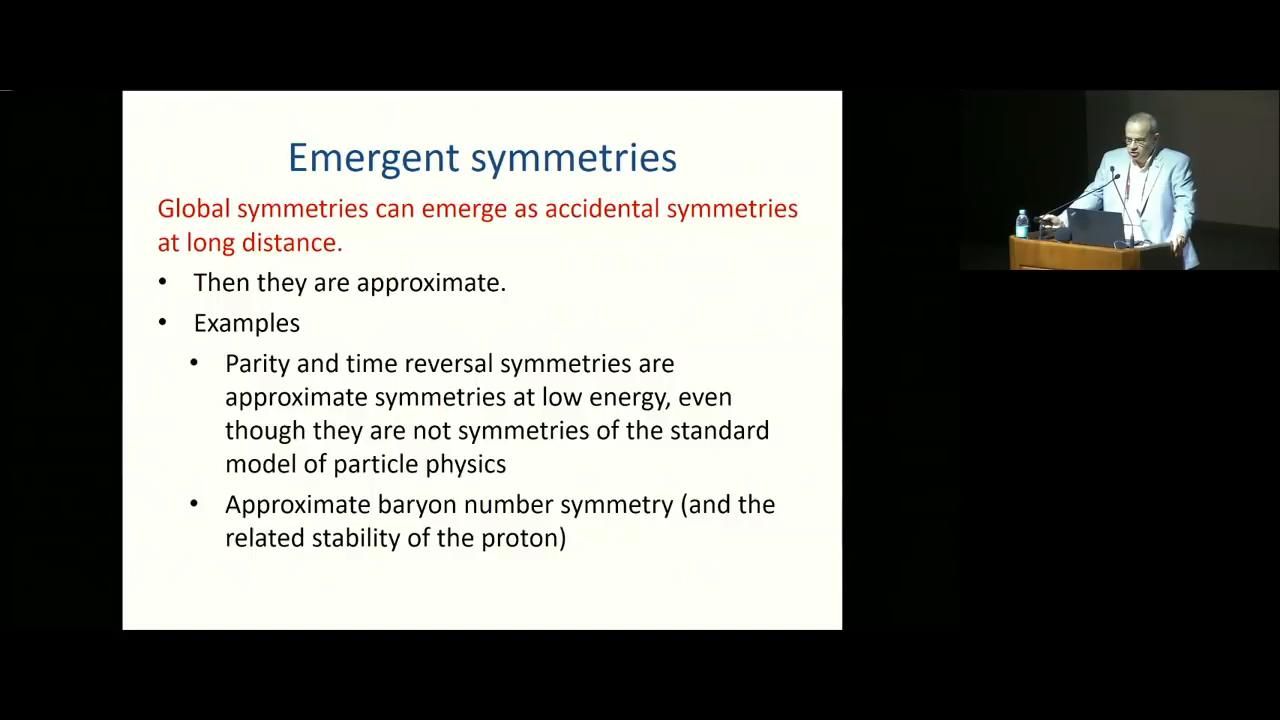 Emergent symmetries
Global symmetries can emerge as accidental symmetries
at long distance.
• Then they are approximate.
• Examples
• Parity and time reversal symmetries are
approximate symmetries at low energy, even
though they are not symmetries of the standard
model of particle physics
• Approximate baryon number symmetry (and the
related stability of the proton)